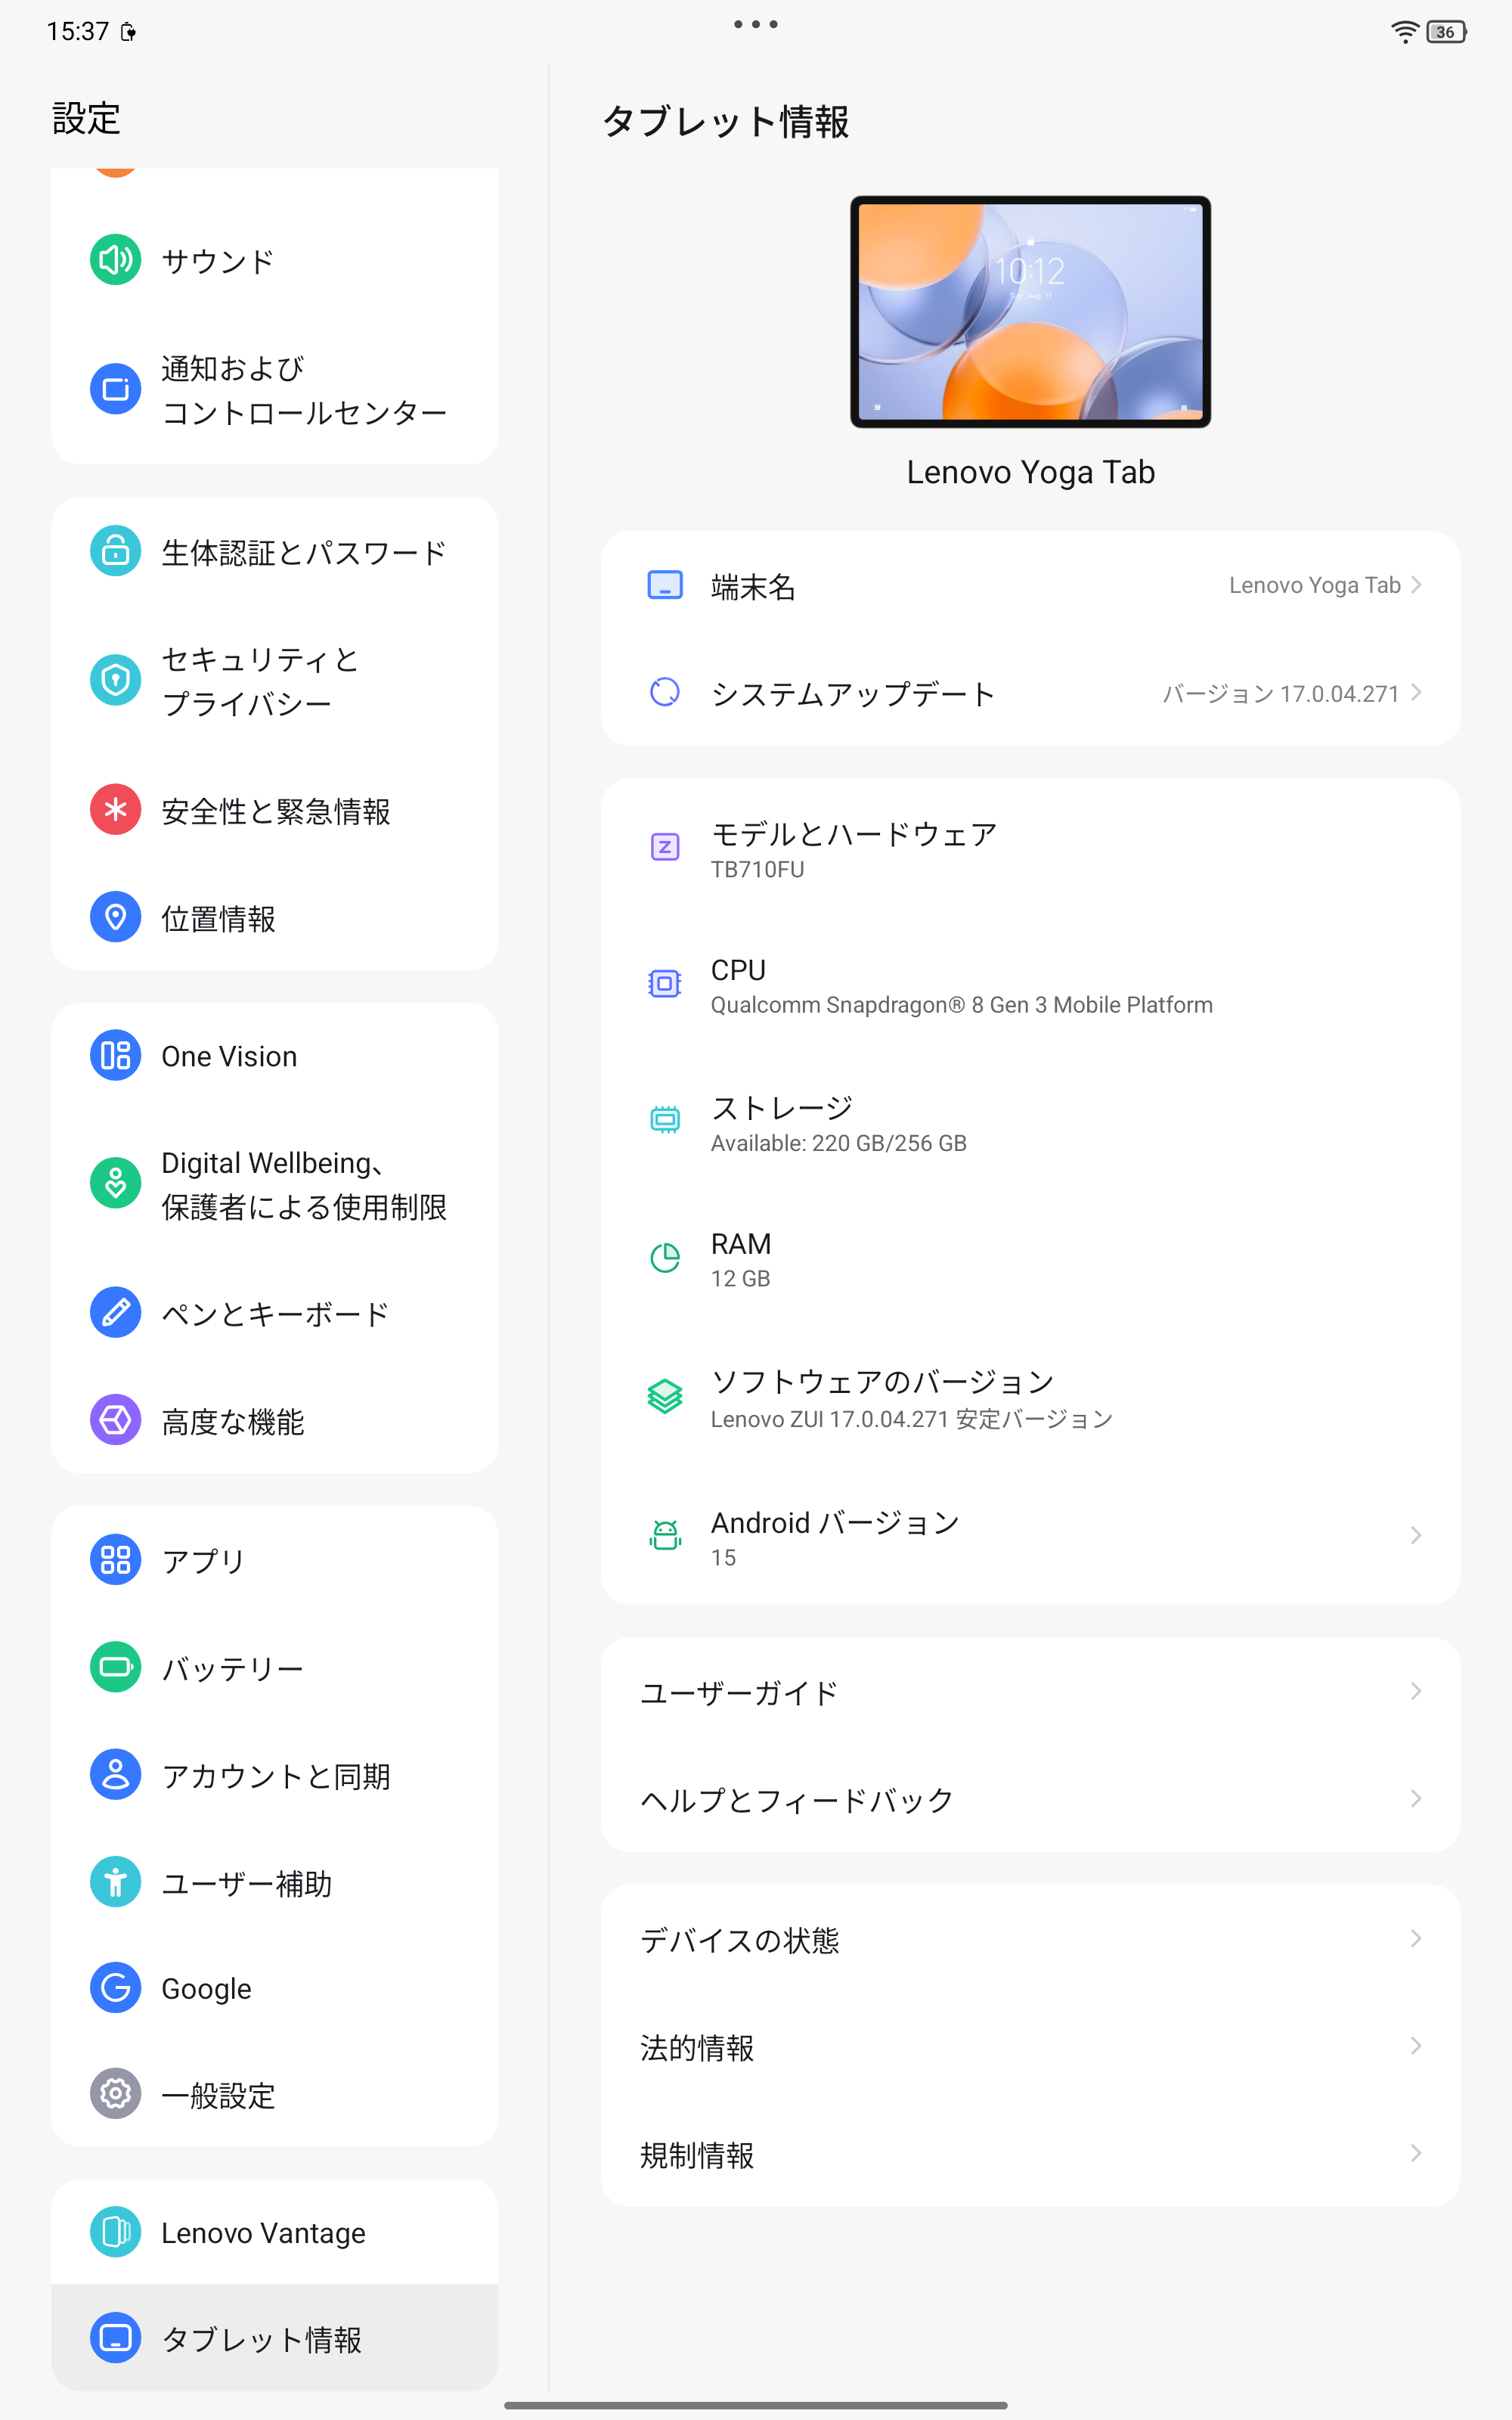 15:37
36
設定
サウンド
通知および
コントロールセンター
生体認証とパスワード
セキュリティと
プライバシー
安全性と緊急情報
位置情報
One Vision
Digital Wellbeing、
保護者による使用制限
ペンとキーボード
高度な機能
アプリ
バッテリー
アカウントと同期
ユーザー補助
Google
一般設定
Lenovo Vantage
タブレット情報
タブレット情報
10:12
Tue, Aug 11
Lenovo Yoga Tab
端末名
Lenovo Yoga Tab
システムアップデート
バージョン 17.0.04.271
モデルとハードウェア
TB710FU
CPU
Qualcomm Snapdragon® 8 Gen 3 Mobile Platform
ストレージ
Available: 220 GB/256 GB
RAM
12 GB
ソフトウェアのバージョン
Lenovo ZUI 17.0.04.271 安定バージョン
Android バージョン
15
ユーザーガイド
ヘルプとフィードバック
デバイスの状態
法的情報
規制情報